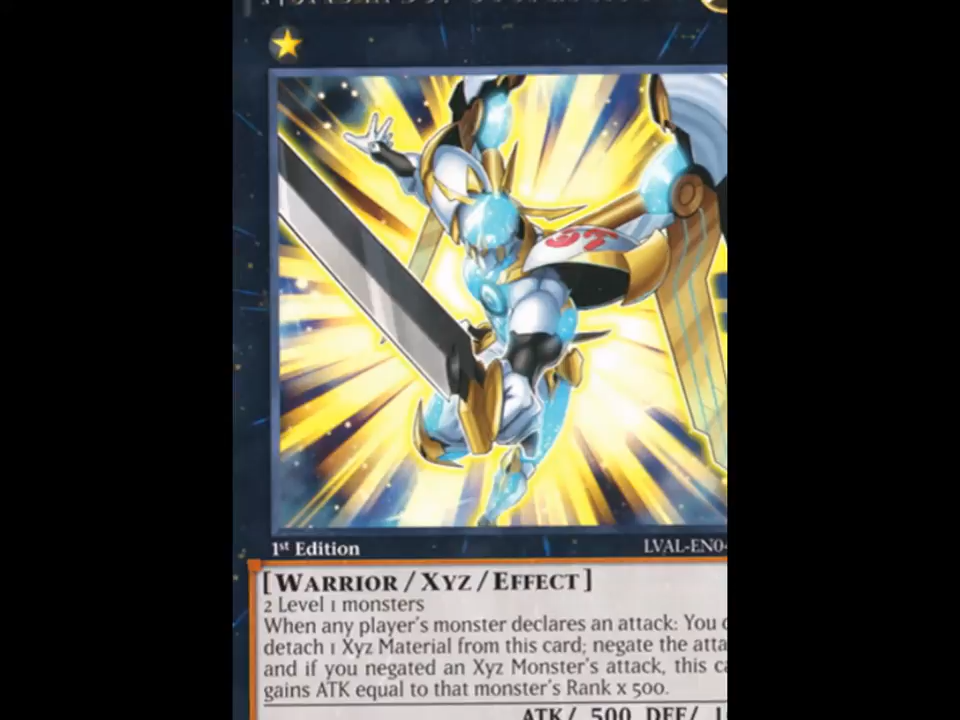 1st Edition
LVAL-EN0
[WARRIOR/XYZ/EFFECT]
2 Level 1 monsters
When any player's monster declares an attack: You
detach 1 Xyz Material from this card; negate the atta
and if you negated an Xyz Monster's attack, this ca
gains ATK equal to that monster's Rank x 500.
ATK/ 500 DEF/ 1